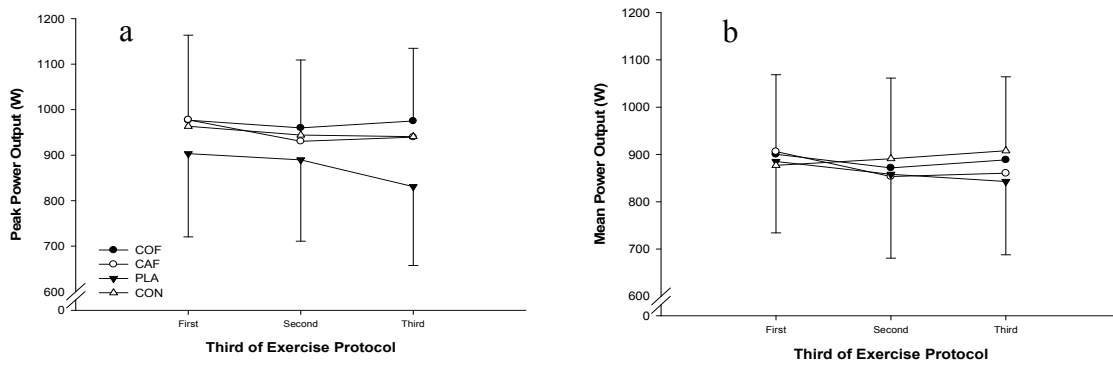 a
1200
1100
1000
900
800
700
600
0
Peak Power Output (W)
COF
CAF
PLA
CON
First Second Third
Third of Exercise Protocol
b
1200
1100
1000
900
800
700
600
0
Mean Power Output (W)
First Second Third
Third of Exercise Protocol